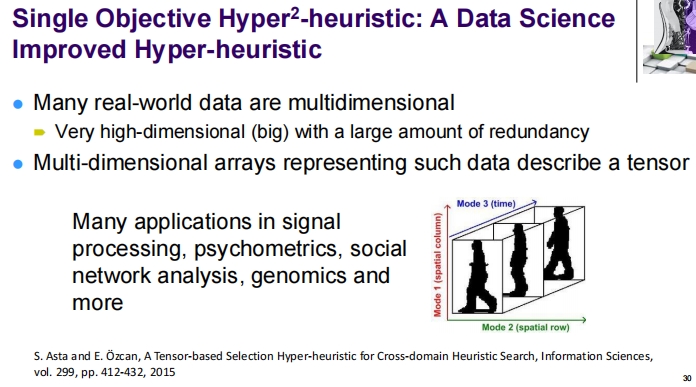 Single Objective Hyper²-heuristic: A Data Science
Improved Hyper-heuristic
Many real-world data are multidimensional
Very high-dimensional (big) with a large amount of redundancy
Multi-dimensional arrays representing such data describe a tensor
Many applications in signal
processing, psychometrics, social
network analysis, genomics and
more
Mode 3 (time)
Mode 1 (spatial column)
Mode 2 (spatial row)
S. Asta and E. Özcan, A Tensor-based Selection Hyper-heuristic for Cross-domain Heuristic Search, Information Sciences,
vol. 299, pp. 412-432, 2015
30